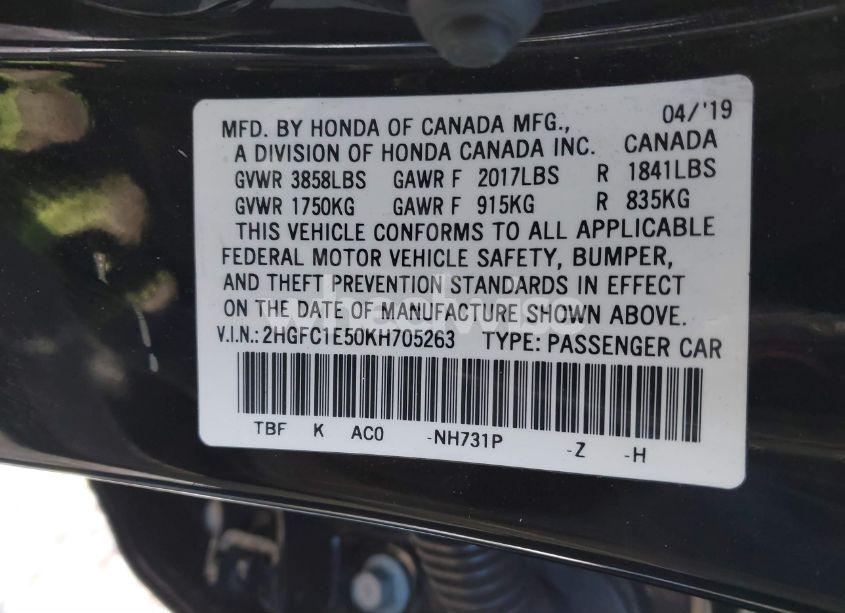 04/'19
MFD. BY HONDA OF CANADA MFG.,
A DIVISION OF HONDA CANADA INC. CANADA
GVWR 3858LBS GAWR F 2017LBS R 1841LBS
GVWR 1750KG GAWR F 915KG R 835KG
THIS VEHICLE CONFORMS TO ALL APPLICABLE
FEDERAL MOTOR VEHICLE SAFETY, BUMPER,
AND THEFT PREVENTION STANDARDS IN EFFECT
ON THE DATE OF MANUFACTURE SHOWN ABOVE.
V.I.N.: 2HGFC1E50KH705263 TYPE: PASSENGER CAR
TBF K AC0 -NH731P -Z -H